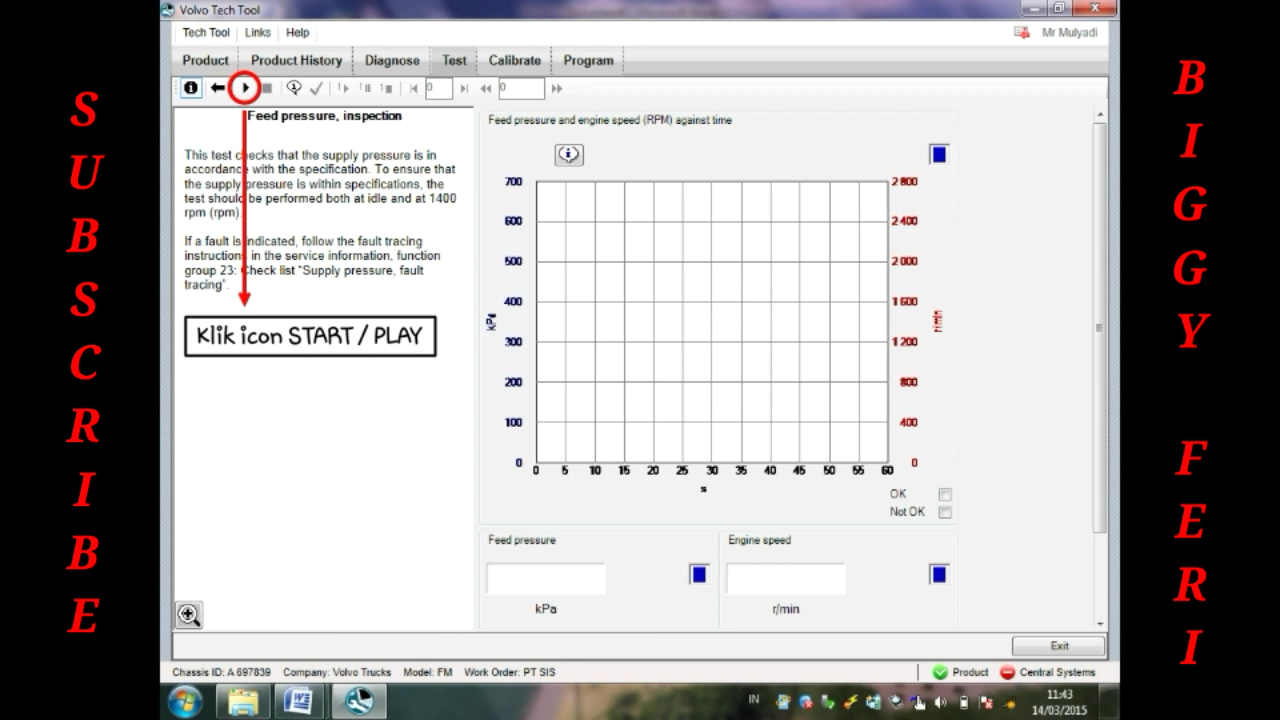 Volvo Tech Tool
Tech Tool Links Help
Mr Mulyadi
Product Product History Diagnose Test Calibrate Program
0 0
Feed pressure, inspection
This test checks that the supply pressure is in
accordance with the specification. To ensure that
the supply pressure is within specifications, the
test should be performed both at idle and at 1400
rpm (rpm).
If a fault is indicated, follow the fault tracing
instructions in the service information, function
group 23: Check list "Supply pressure, fault
tracing".
Klik icon START / PLAY
Feed pressure and engine speed (RPM) against time
700 2 800
600 2 400
500 2 000
400 1 600
kPa r/min
300 1 200
200 800
100 400
0 0
0 5 10 15 20 25 30 35 40 45 50 55 60
s
OK
Not OK
Feed pressure Engine speed
kPa r/min
Exit
Chassis ID: A 697839 Company: Volvo Trucks Model: FM Work Order: PT SIS
Product Central Systems
IN
11:43
14/03/2015
SUBSCRIBE
BIGGY FERI